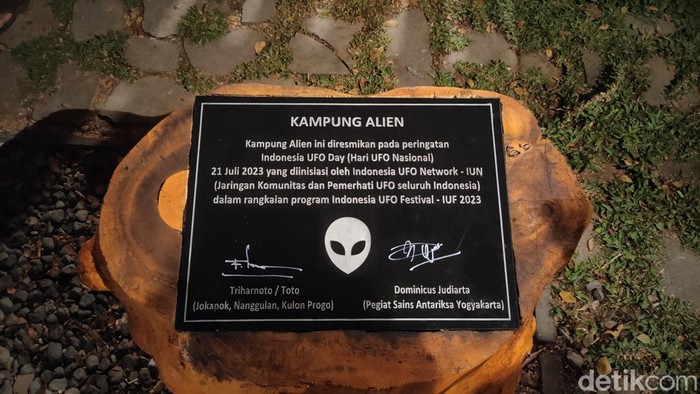 KAMPUNG ALIEN
Kampung Alien ini diresmikan pada peringatan
Indonesia UFO Day (Hari UFO Nasional)
21 Juli 2023 yang diinisiasi oleh Indonesia UFO Network - IUN
(Jaringan Komunitas dan Pemerhati UFO seluruh Indonesia)
dalam rangkaian program Indonesia UFO Festival - IUF 2023
Triharnoto / Toto
(Jokapok, Nanggulan, Kulon Progo)
Dominicus Judiarta
(Pegiat Sains Antariksa Yogyakarta)
detikcom